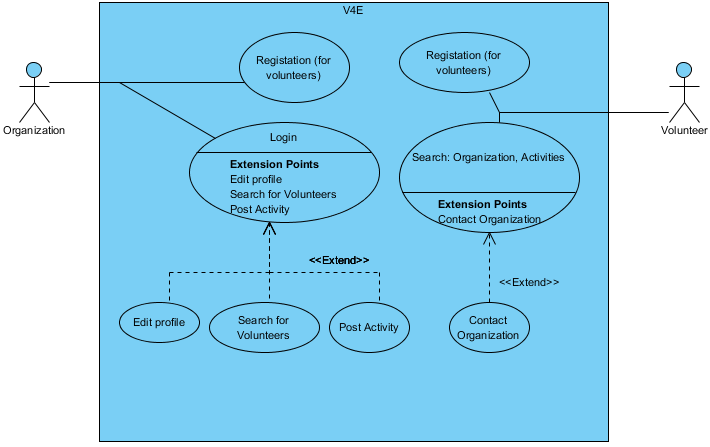 V4E
Registation (for
volunteers)
Registation (for
volunteers)
Organization
Volunteer
Login
Extension Points
Edit profile
Search for Volunteers
Post Activity
Search: Organization, Activities
Extension Points
Contact Organization
<<Extend>>
<<Extend>>
Edit profile
Search for
Volunteers
Post Activity
Contact
Organization